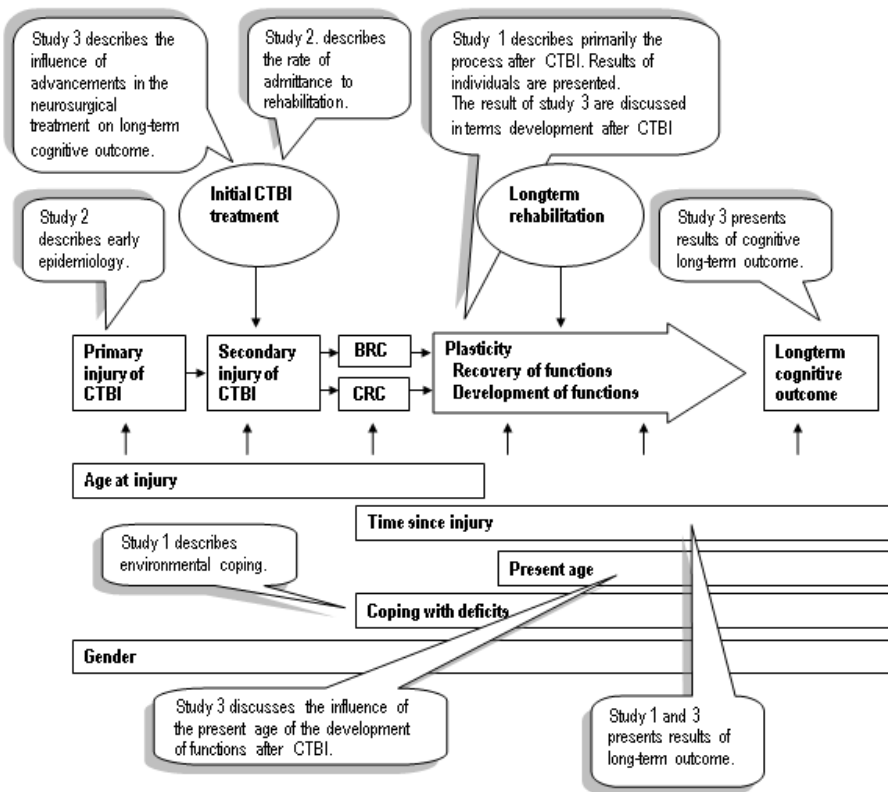 Study 3 describes the
influence of
advancements in the
neurosurgical
treatment on long-term
cognitive outcome.
Study 2. describes
the rate of
admittance to
rehabilitation.
Study 1 describes primarily the
process after CTBI. Results of
individuals are presented.
The result of study 3 are discussed
in terms development after CTBI
Initial CTBI
treatment
Longterm
rehabilitation
Study 2
describes early
epidemiology.
Study 3 presents
results of cognitive
long-term outcome.
Primary
injury of
CTBI
Secondary
injury of
CTBI
BRC
CRC
Plasticity
Recovery of functions
Development of functions
Longterm
cognitive
outcome
Age at injury
Time since injury
Study 1 describes
environmental coping.
Present age
Coping with deficits
Gender
Study 3 discusses the influence of
the present age of the development
of functions after CTBI.
Study 1 and 3
presents results of
long-term outcome.